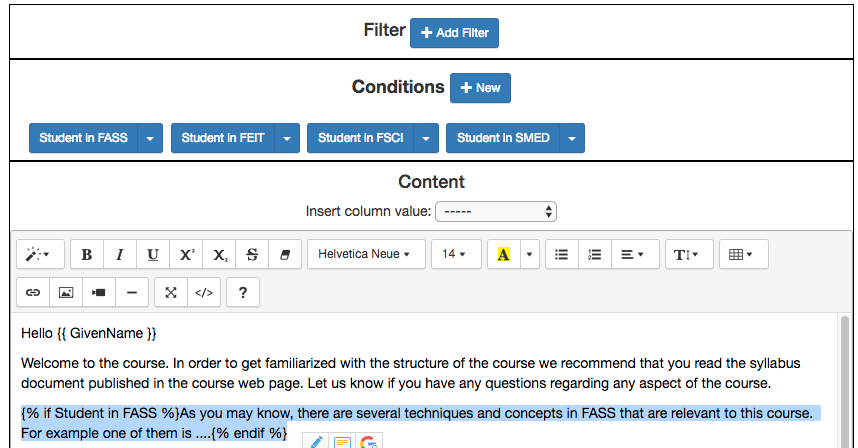 Filter + Add Filter
Conditions + New
Student in FASS Student in FEIT Student in FSCI Student in SMED
Content
Insert column value: -----
B I U X² X₂ S Helvetica Neue 14 A T
</> ?
Hello {{ GivenName }}
Welcome to the course. In order to get familiarized with the structure of the course we recommend that you read the syllabus
document published in the course web page. Let us know if you have any questions regarding any aspect of the course.
{% if Student in FASS %}As you may know, there are several techniques and concepts in FASS that are relevant to this course.
For example one of them is ....{% endif %}